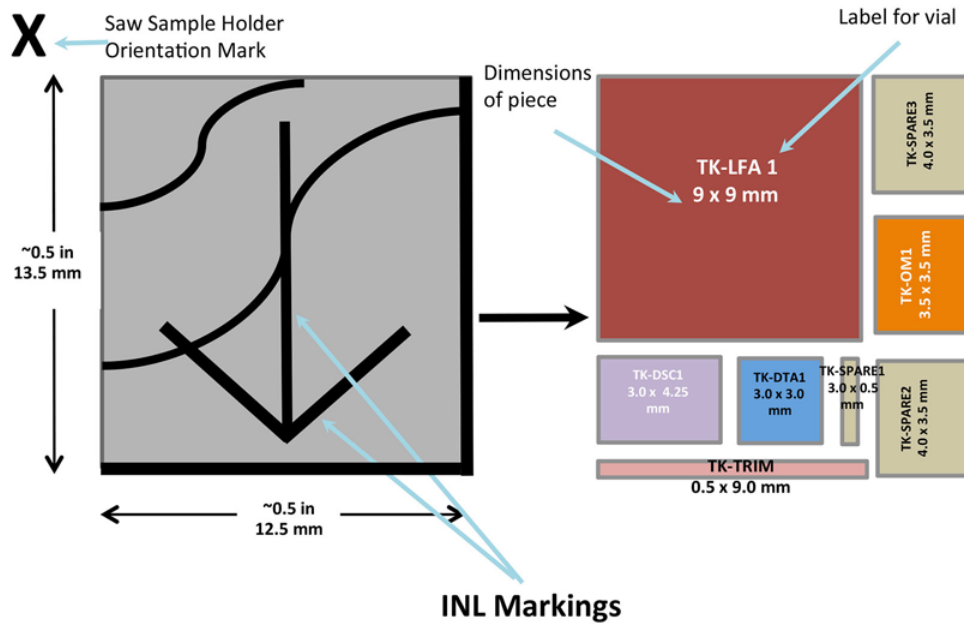 X
Saw Sample Holder
Orientation Mark
Label for vial
Dimensions
of piece
~0.5 in
13.5 mm
~0.5 in
12.5 mm
INL Markings
TK-LFA 1
9 x 9 mm
TK-SPARE3
4.0 x 3.5 mm
TK-OM1
3.5 x 3.5 mm
TK-DSC1
3.0 x 4.25
mm
TK-DTA1
3.0 x 3.0
mm
TK-SPARE1
3.0 x 0.5
mm
TK-SPARE2
4.0 x 3.5 mm
TK-TRIM
0.5 x 9.0 mm